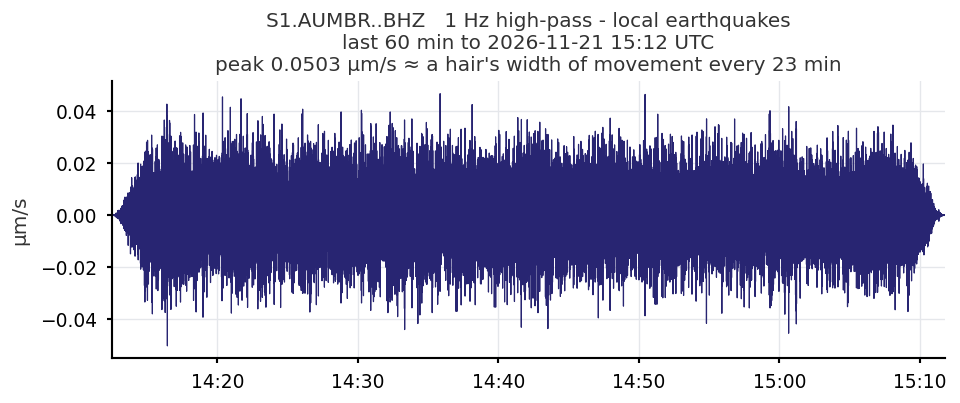 S1.AUMBR..BHZ   1 Hz high-pass - local earthquakes
last 60 min to 2026-11-21 15:12 UTC
peak 0.0503 µm/s ≈ a hair's width of movement every 23 min
µm/s
0.04
0.02
0.00
−0.02
−0.04
14:20 14:30 14:40 14:50 15:00 15:10